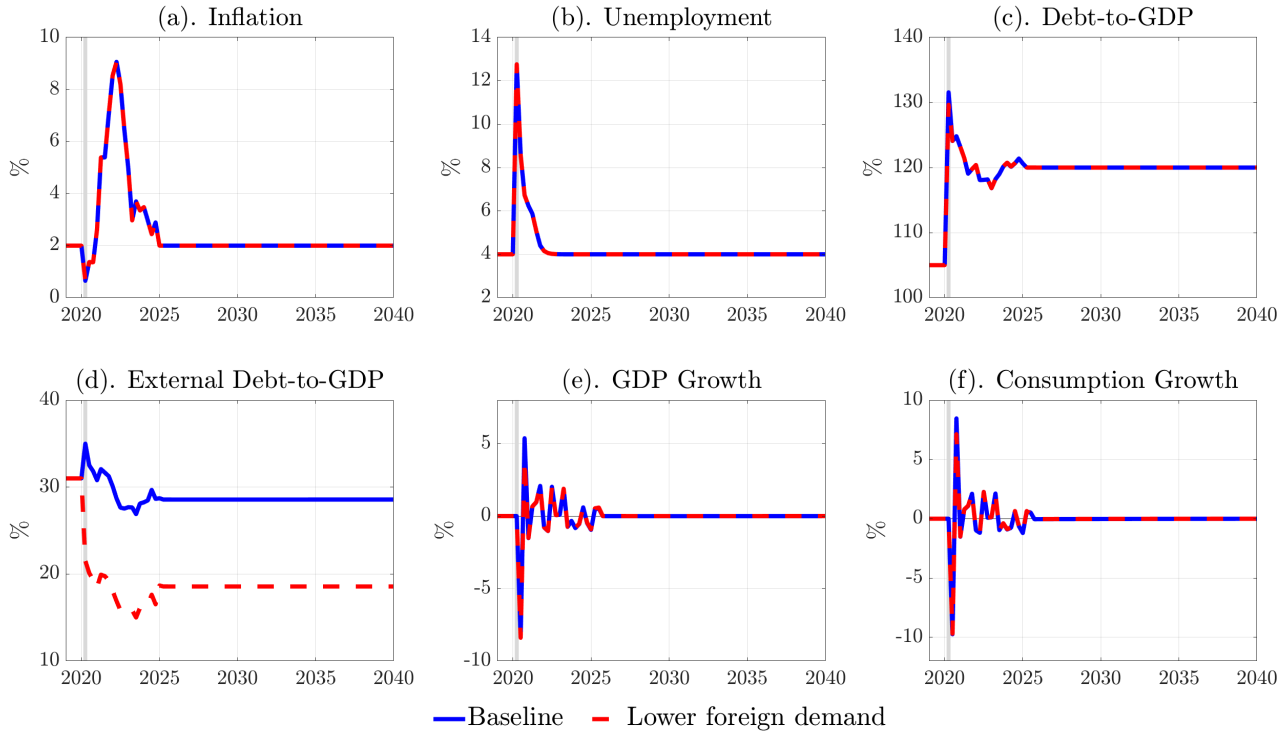 (a). Inflation
10
8
6
4
2
0
%
2020 2025 2030 2035 2040
(b). Unemployment
14
12
10
8
6
4
2
%
2020 2025 2030 2035 2040
(c). Debt-to-GDP
140
130
120
110
100
%
2020 2025 2030 2035 2040
(d). External Debt-to-GDP
40
30
20
10
%
2020 2025 2030 2035 2040
(e). GDP Growth
5
0
-5
-10
%
2020 2025 2030 2035 2040
(f). Consumption Growth
10
5
0
-5
-10
%
2020 2025 2030 2035 2040
Baseline Lower foreign demand